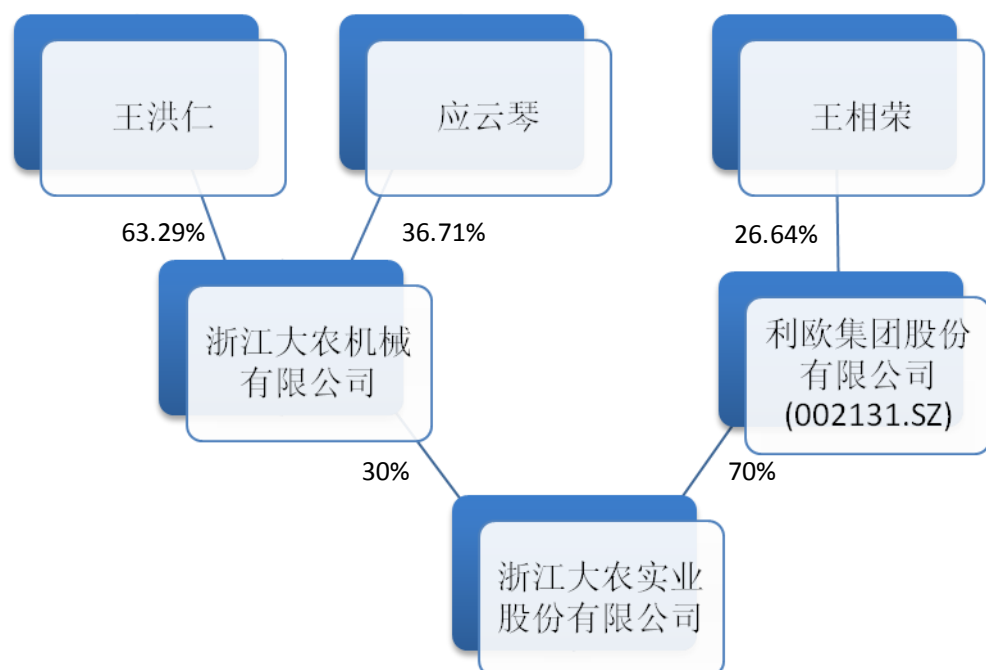 王洪仁
应云琴
王相荣
63.29%
36.71%
26.64%
浙江大农机械
有限公司
利欧集团股份
有限公司
(002131.SZ)
30%
70%
浙江大农实业
股份有限公司